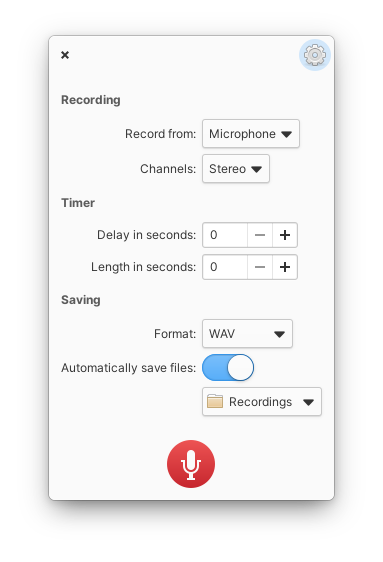 Recording
Record from: Microphone
Channels: Stereo
Timer
Delay in seconds: 0
Length in seconds: 0
Saving
Format: WAV
Automatically save files:
Recordings